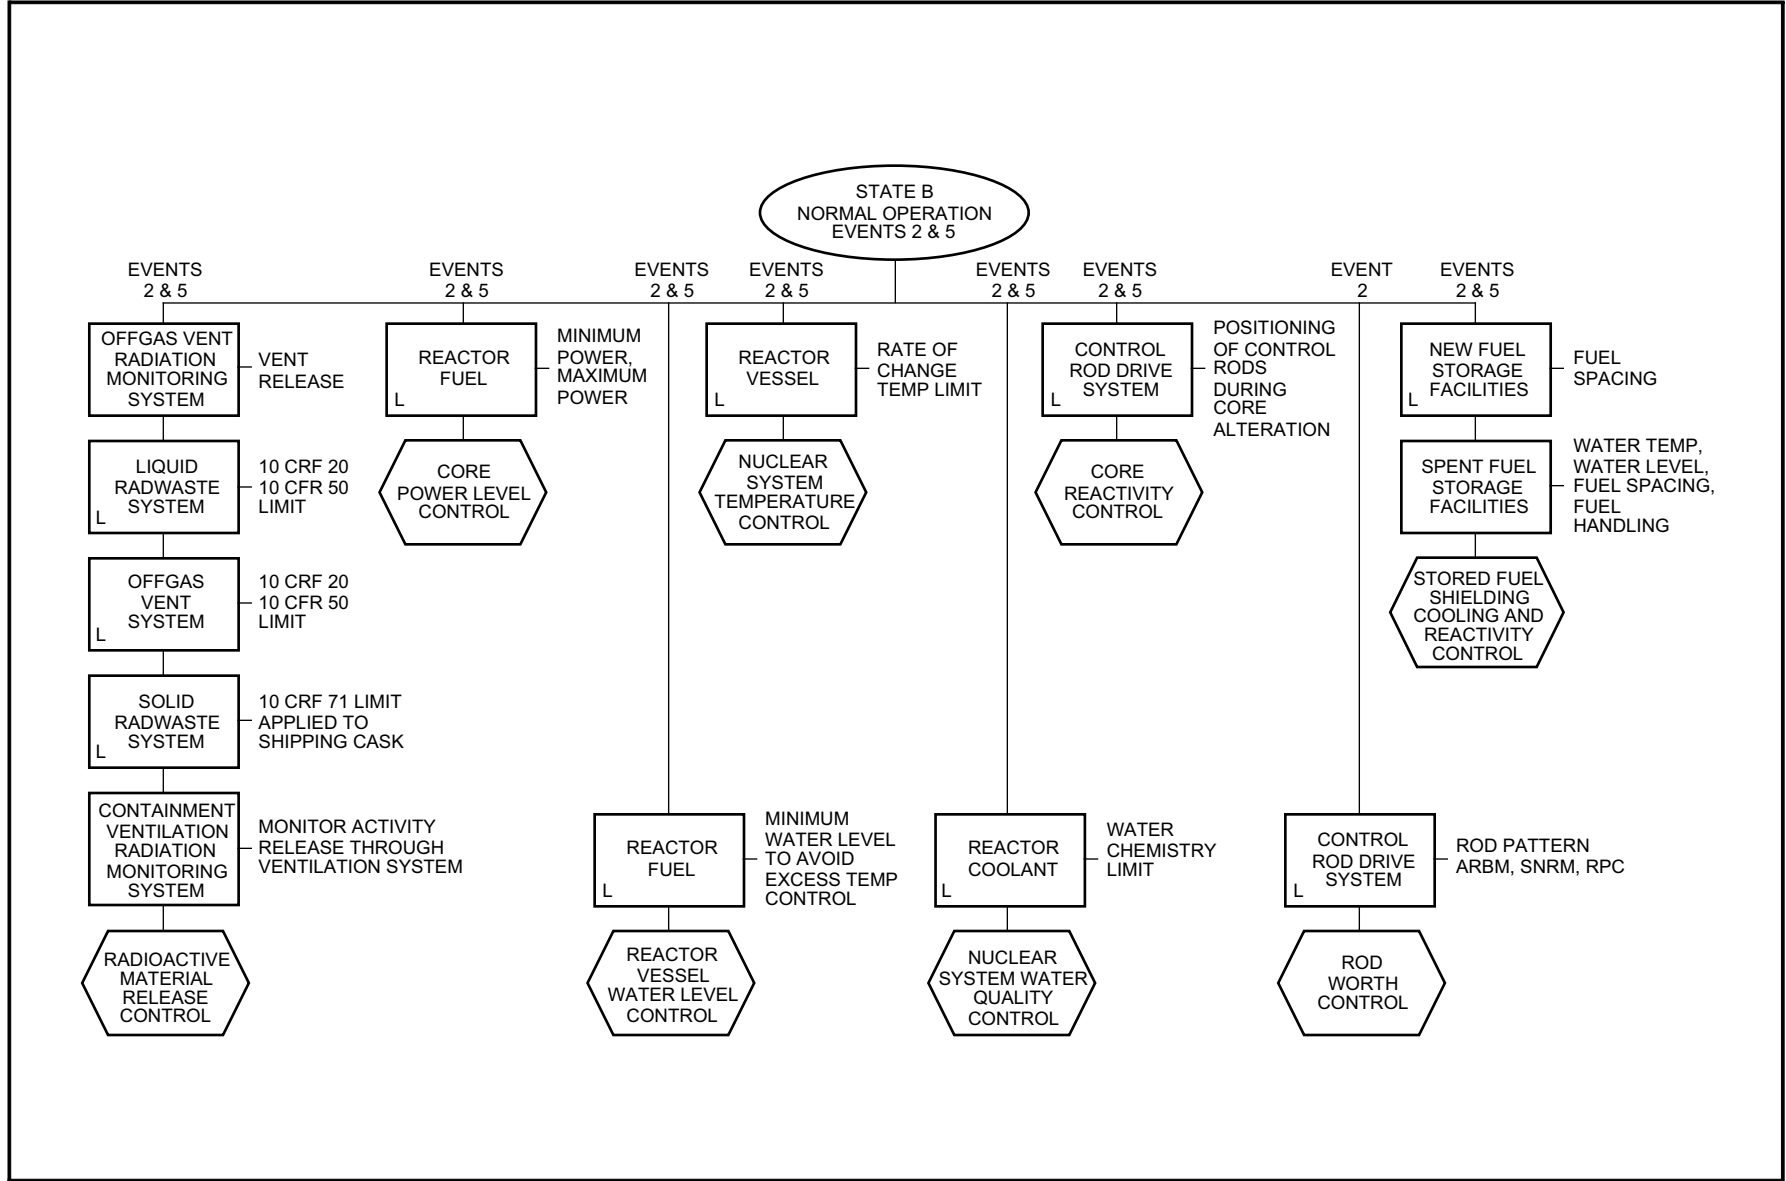 STATE B
NORMAL OPERATION
EVENTS 2 & 5
EVENTS
2 & 5
EVENTS
2 & 5
EVENTS
2 & 5
EVENTS
2 & 5
EVENTS
2 & 5
EVENTS
2 & 5
EVENT
2
EVENTS
2 & 5
OFFGAS VENT
RADIATION
MONITORING
SYSTEM
VENT
RELEASE
LIQUID
RADWASTE
SYSTEM
L
10 CRF 20
10 CFR 50
LIMIT
OFFGAS
VENT
SYSTEM
L
10 CRF 20
10 CFR 50
LIMIT
SOLID
RADWASTE
SYSTEM
L
10 CRF 71 LIMIT
APPLIED TO
SHIPPING CASK
CONTAINMENT
VENTILATION
RADIATION
MONITORING
SYSTEM
MONITOR ACTIVITY
RELEASE THROUGH
VENTILATION SYSTEM
RADIOACTIVE
MATERIAL
RELEASE
CONTROL
REACTOR
FUEL
L
MINIMUM
POWER,
MAXIMUM
POWER
CORE
POWER LEVEL
CONTROL
REACTOR
FUEL
L
MINIMUM
WATER LEVEL
TO AVOID
EXCESS TEMP
CONTROL
REACTOR
VESSEL
WATER LEVEL
CONTROL
REACTOR
VESSEL
L
RATE OF
CHANGE
TEMP LIMIT
NUCLEAR
SYSTEM
TEMPERATURE
CONTROL
REACTOR
COOLANT
L
WATER
CHEMISTRY
LIMIT
NUCLEAR
SYSTEM WATER
QUALITY
CONTROL
CONTROL
ROD DRIVE
SYSTEM
L
POSITIONING
OF CONTROL
RODS
DURING
CORE
ALTERATION
CORE
REACTIVITY
CONTROL
CONTROL
ROD DRIVE
SYSTEM
L
ROD PATTERN
ARBM, SNRM, RPC
ROD
WORTH
CONTROL
NEW FUEL
STORAGE
FACILITIES
L
FUEL
SPACING
SPENT FUEL
STORAGE
FACILITIES
WATER TEMP,
WATER LEVEL,
FUEL SPACING,
FUEL
HANDLING
STORED FUEL
SHIELDING
COOLING AND
REACTIVITY
CONTROL